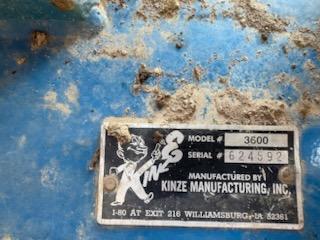 KINZE
MODEL # 3600
SERIAL # 624592
MANUFACTURED BY
KINZE MANUFACTURING, INC.
I-80 AT EXIT 216 WILLIAMSBURG, IA 52361